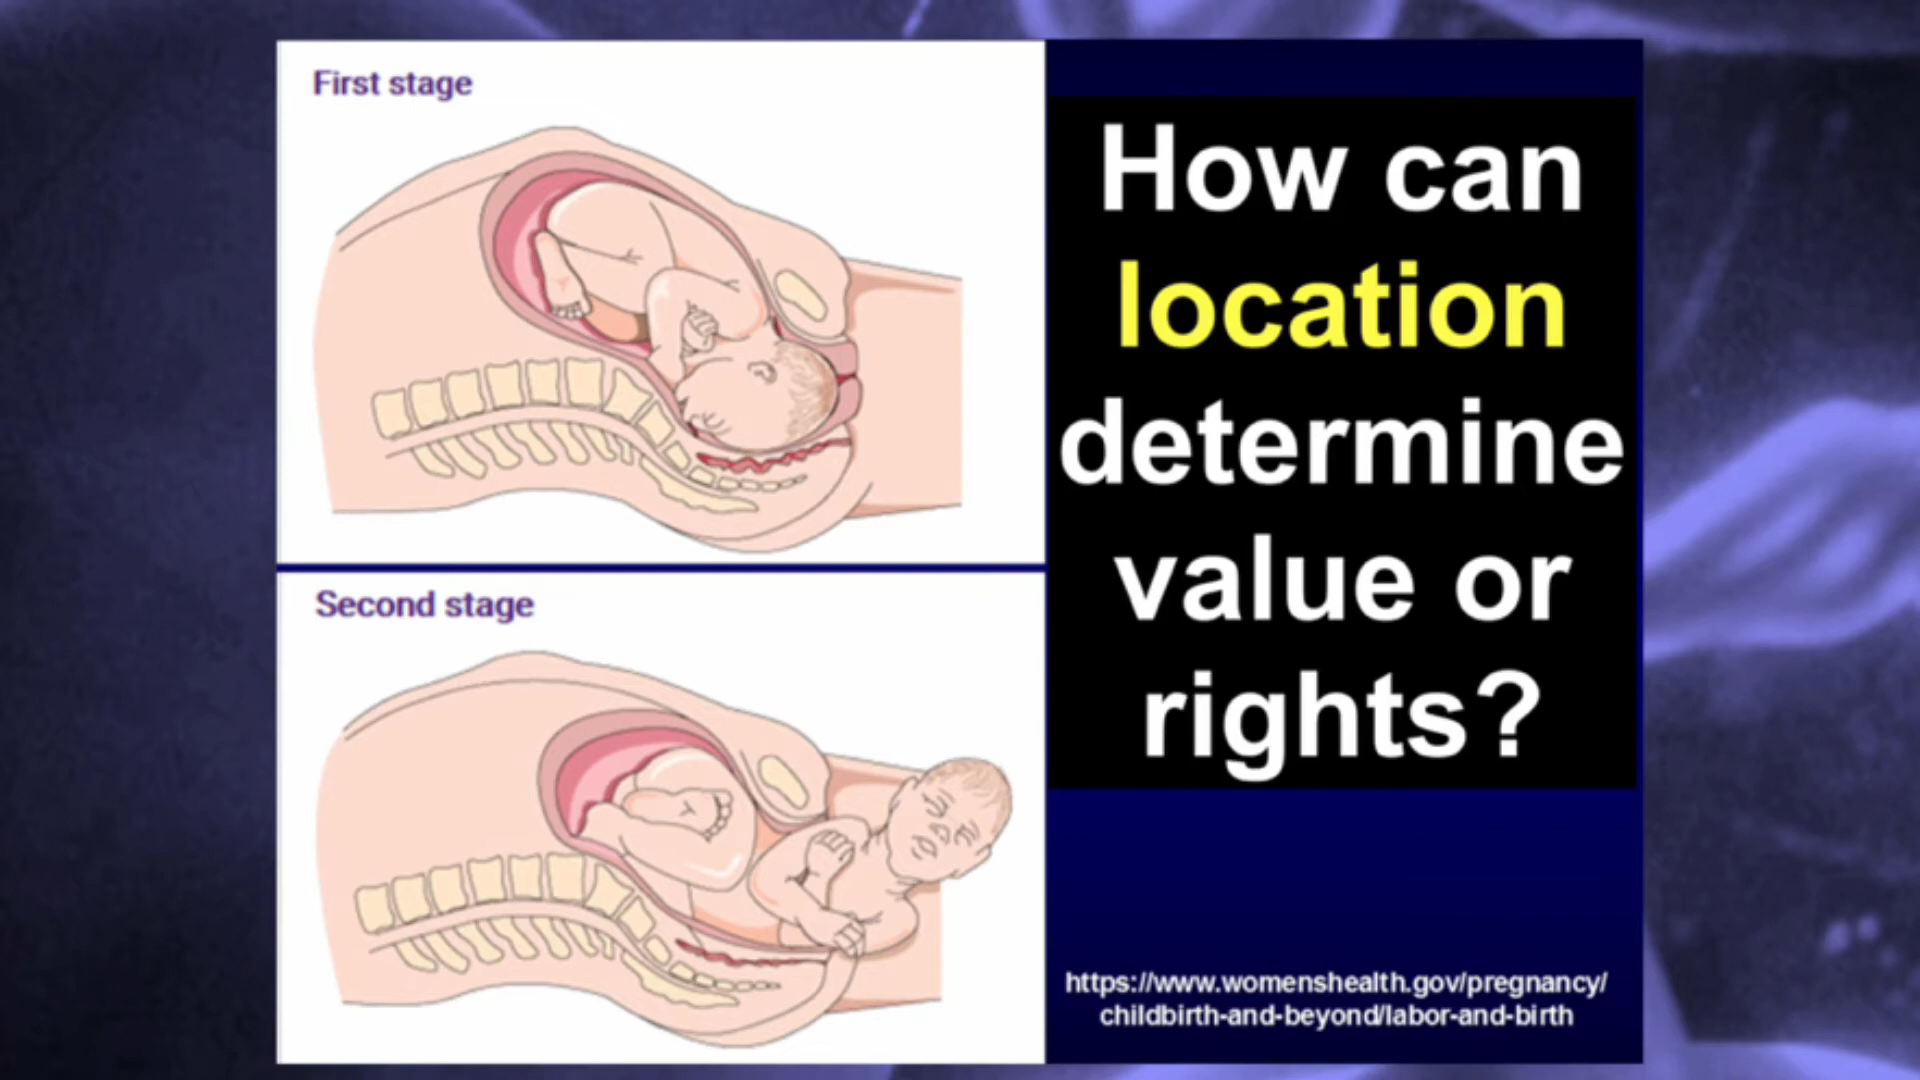 First stage
Second stage
How can
location
determine
value or
rights?
https://www.womenshealth.gov/pregnancy/
childbirth-and-beyond/labor-and-birth